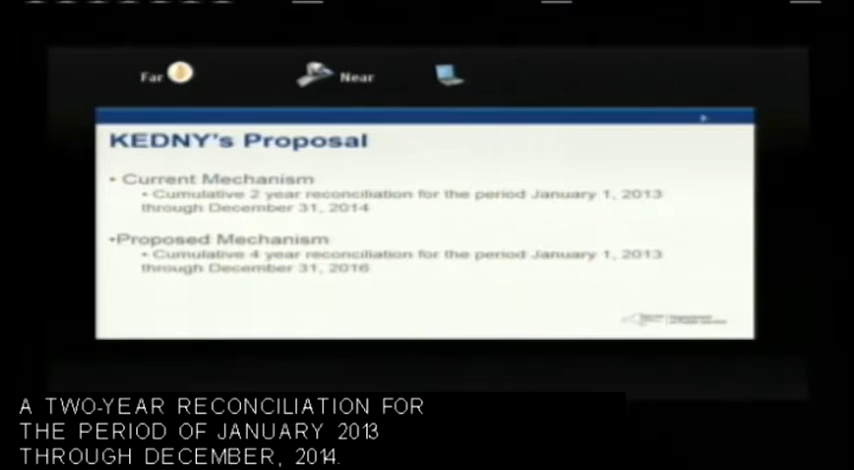 Far
Near
KEDNY's Proposal
• Current Mechanism
• Cumulative 2 year reconciliation for the period January 1, 2013
through December 31, 2014
•Proposed Mechanism
• Cumulative 4 year reconciliation for the period January 1, 2013
through December 31, 2016
A TWO-YEAR RECONCILIATION FOR
THE PERIOD OF JANUARY 2013
THROUGH DECEMBER, 2014.